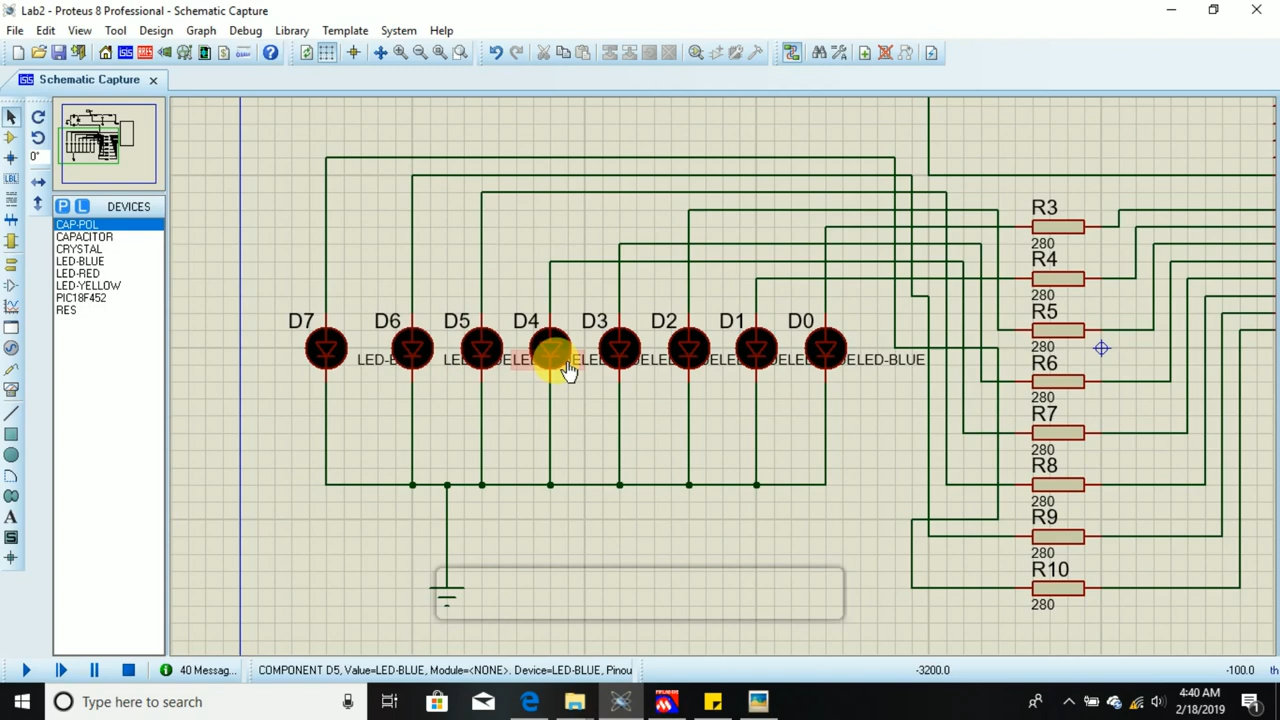 Lab2 - Proteus 8 Professional - Schematic Capture
File Edit View Tool Design Graph Debug Library Template System Help
Schematic Capture
0°
LBL
P L DEVICES
CAP-POL
CAPACITOR
CRYSTAL
LED-BLUE
LED-RED
LED-YELLOW
PIC18F452
RES
A
D7 D6 D5 D4 D3 D2 D1 D0
LED-BLUE
R3
280
R4
280
R5
280
R6
280
R7
280
R8
280
R9
280
R10
280
40 Messag...
COMPONENT D5, Value=LED-BLUE, Module=<NONE>. Device=LED-BLUE, Pinou
-3200.0
-100.0
th
Type here to search
4:40 AM
2/18/2019
1